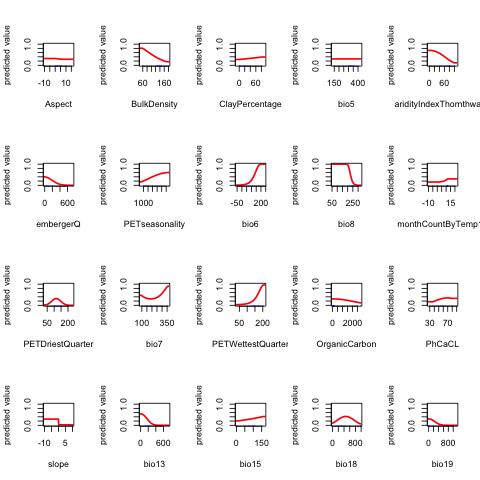 predicted value predicted value predicted value predicted value predicted value
0.0 1.0 0.0 1.0 0.0 1.0 0.0 1.0 0.0 1.0
-10 10 60 160 0 60 150 400 0 60
Aspect BulkDensity ClayPercentage bio5 aridityIndexThornthwa
predicted value predicted value predicted value predicted value predicted value
0.0 1.0 0.0 1.0 0.0 1.0 0.0 1.0 0.0 1.0
0 600 1000 -50 200 50 250 -10 15
embergerQ PETseasonality bio6 bio8 monthCountByTemp1
predicted value predicted value predicted value predicted value predicted value
0.0 1.0 0.0 1.0 0.0 1.0 0.0 1.0 0.0 1.0
50 200 100 350 50 200 0 2000 30 70
PETDriestQuarter bio7 PETWettestQuarter OrganicCarbon PhCaCL
predicted value predicted value predicted value predicted value predicted value
0.0 1.0 0.0 1.0 0.0 1.0 0.0 1.0 0.0 1.0
-10 5 0 600 0 150 0 800 0 800
slope bio13 bio15 bio18 bio19